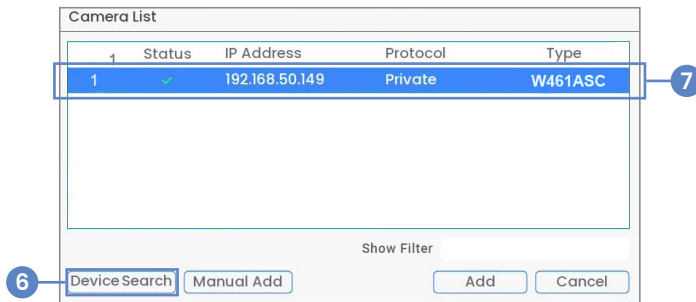 Camera List
1 Status IP Address Protocol Type
1 192.168.50.149 Private W461ASC
7
Show Filter
6
Device Search Manual Add Add Cancel